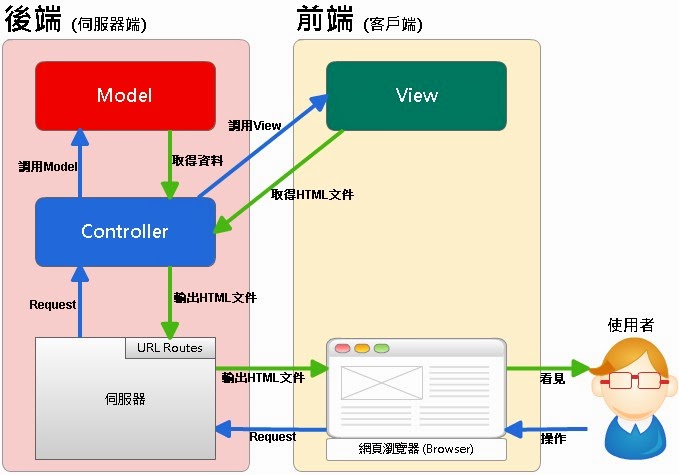 後端 (伺服器端)
前端 (客戶端)
Model
View
調用View
調用Model
取得資料
取得HTML文件
Controller
Request
輸出HTML文件
URL Routes
伺服器
輸出HTML文件
Request
網頁瀏覽器 (Browser)
使用者
看見
操作